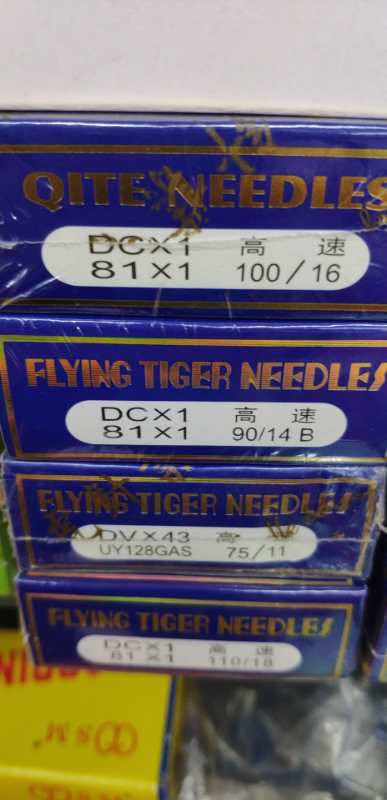 QITE NEEDLES
DCX1 高速
81X1 100/16
FLYING TIGER NEEDLES
DCX1 高速
81X1 90/14 B
FLYING TIGER NEEDLES
DVX43 高
UY128GAS 75/11
FLYING TIGER NEEDLES
DCX1 高速
81X1 110/18